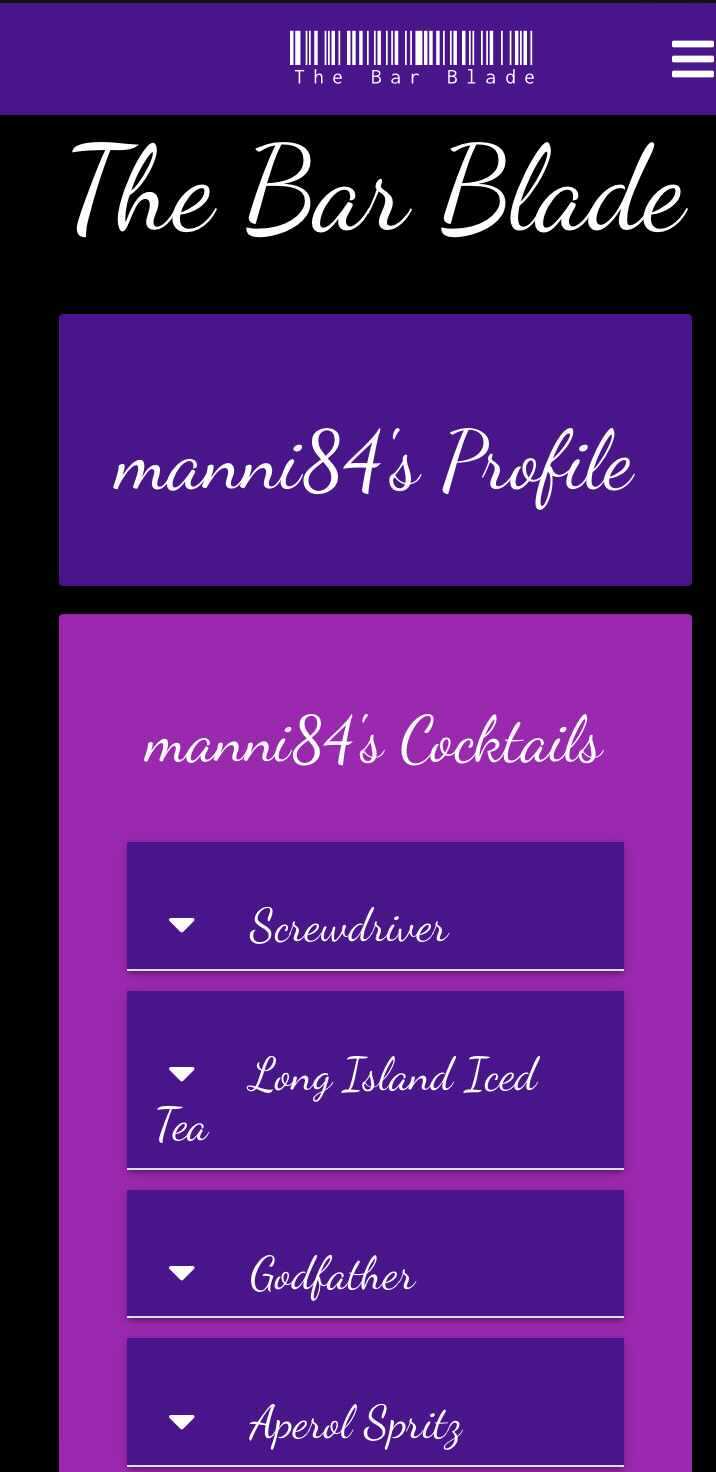 The Bar Blade
The Bar Blade
manni84's Profile
manni84's Cocktails
Screwdriver
Long Island Iced
Tea
Godfather
Aperol Spritz